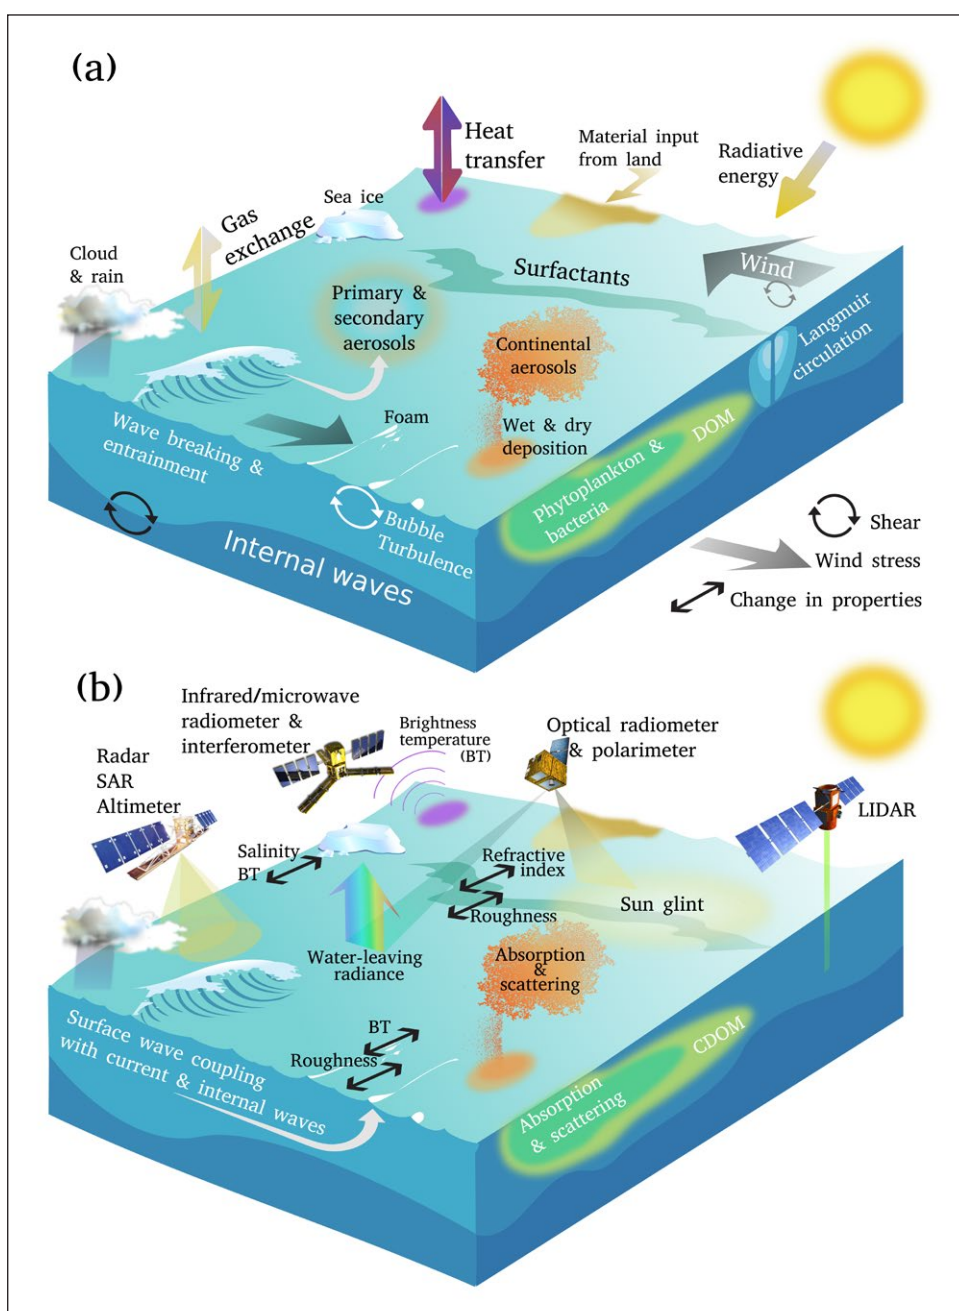 (a)
Heat
transfer
Material input
from land
Radiative
energy
Sea ice
Gas
exchange
Cloud
& rain
Wind
Surfactants
Primary &
secondary
aerosols
Langmuir
circulation
Continental
aerosols
Foam
Wet & dry
deposition
DOM
Phytoplankton &
bacteria
Wave breaking &
entrainment
Bubble
Turbulence
Internal waves
Shear
Wind stress
Change in properties
(b)
Infrared/microwave
radiometer &
interferometer
Brightness
temperature
(BT)
Optical radiometer
& polarimeter
Radar
SAR
Altimeter
LIDAR
Salinity
BT
Refractive
index
Roughness
Sun glint
Water-leaving
radiance
Absorption
&
scattering
BT
Roughness
CDOM
Absorption
& scattering
Surface wave coupling
with current & internal waves